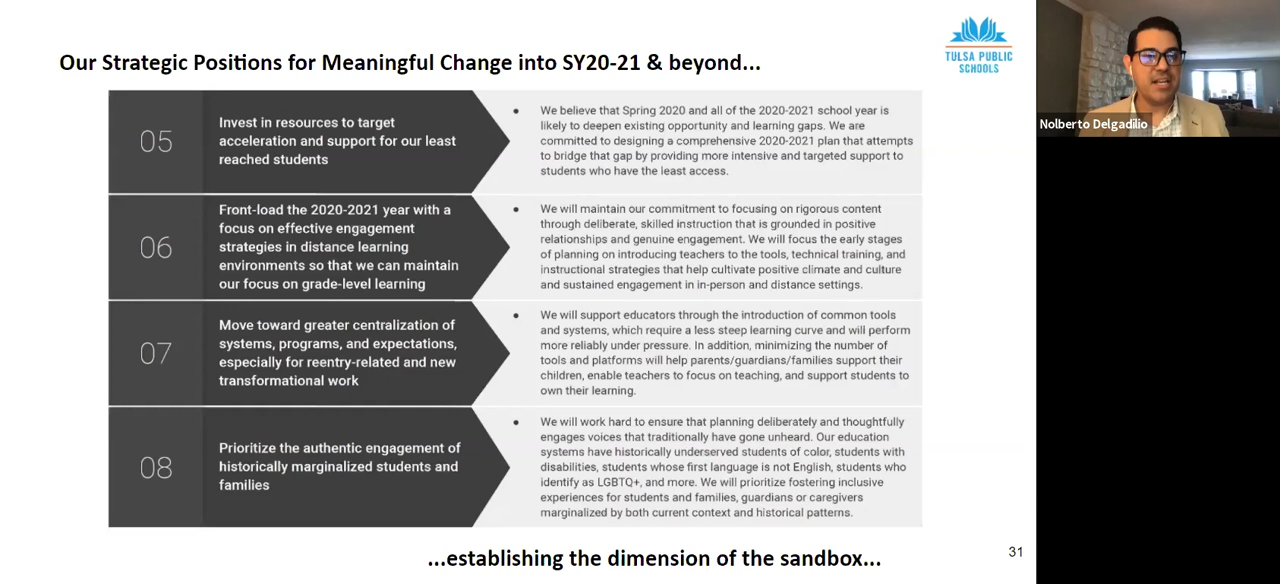 Our Strategic Positions for Meaningful Change into SY20-21 & beyond...
TULSA PUBLIC
SCHOOLS
Nolberto Delgadilio
05
Invest in resources to target
acceleration and support for our least
reached students
• We believe that Spring 2020 and all of the 2020-2021 school year is
likely to deepen existing opportunity and learning gaps. We are
committed to designing a comprehensive 2020-2021 plan that attempts
to bridge that gap by providing more intensive and targeted support to
students who have the least access.
06
Front-load the 2020-2021 year with a
focus on effective engagement
strategies in distance learning
environments so that we can maintain
our focus on grade-level learning
• We will maintain our commitment to focusing on rigorous content
through deliberate, skilled instruction that is grounded in positive
relationships and genuine engagement. We will focus the early stages
of planning on introducing teachers to the tools, technical training, and
instructional strategies that help cultivate positive climate and culture
and sustained engagement in in-person and distance settings.
07
Move toward greater centralization of
systems, programs, and expectations,
especially for reentry-related and new
transformational work
• We will support educators through the introduction of common tools
and systems, which require a less steep learning curve and will perform
more reliably under pressure. In addition, minimizing the number of
tools and platforms will help parents/guardians/families support their
children, enable teachers to focus on teaching, and support students to
own their learning.
08
Prioritize the authentic engagement of
historically marginalized students and
families
• We will work hard to ensure that planning deliberately and thoughtfully
engages voices that traditionally have gone unheard. Our education
systems have historically underserved students of color, students with
disabilities, students whose first language is not English, students who
identify as LGBTQ+, and more. We will prioritize fostering inclusive
experiences for students and families, guardians or caregivers
marginalized by both current context and historical patterns.
31
...establishing the dimension of the sandbox...